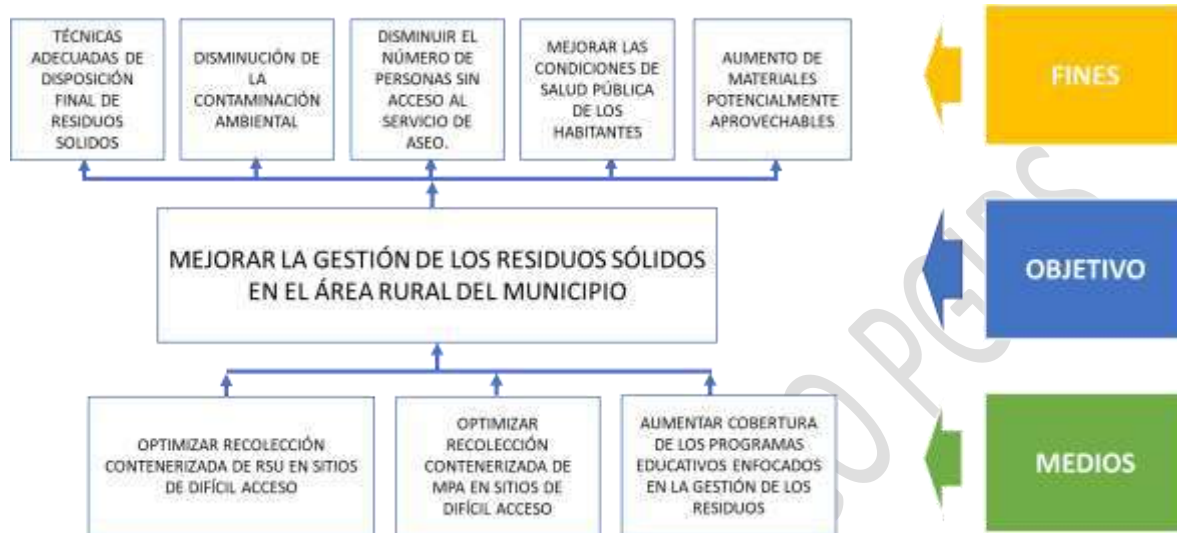 TÉCNICAS
ADECUADAS DE
DISPOSICIÓN
FINAL DE
RESIDUOS
SOLIDOS
DISMINUCIÓN DE
LA
CONTAMINACIÓN
AMBIENTAL
DISMINUIR EL
NÚMERO DE
PERSONAS SIN
ACCESO AL
SERVICIO DE
ASEO.
MEJORAR LAS
CONDICIONES DE
SALUD PÚBLICA
DE LOS
HABITANTES
AUMENTO DE
MATERIALES
POTENCIALMENTE
APROVECHABLES
FINES
MEJORAR LA GESTIÓN DE LOS RESIDUOS SÓLIDOS
EN EL ÁREA RURAL DEL MUNICIPIO
OBJETIVO
OPTIMIZAR RECOLECCIÓN
CONTENERIZADA DE RSU EN SITIOS
DE DIFÍCIL ACCESO
OPTIMIZAR
RECOLECCIÓN
CONTENERIZADA DE
MPA EN SITIOS DE
DIFÍCIL ACCESO
AUMENTAR COBERTURA
DE LOS PROGRAMAS
EDUCATIVOS ENFOCADOS
EN LA GESTIÓN DE LOS
RESIDUOS
MEDIOS
PGIRS